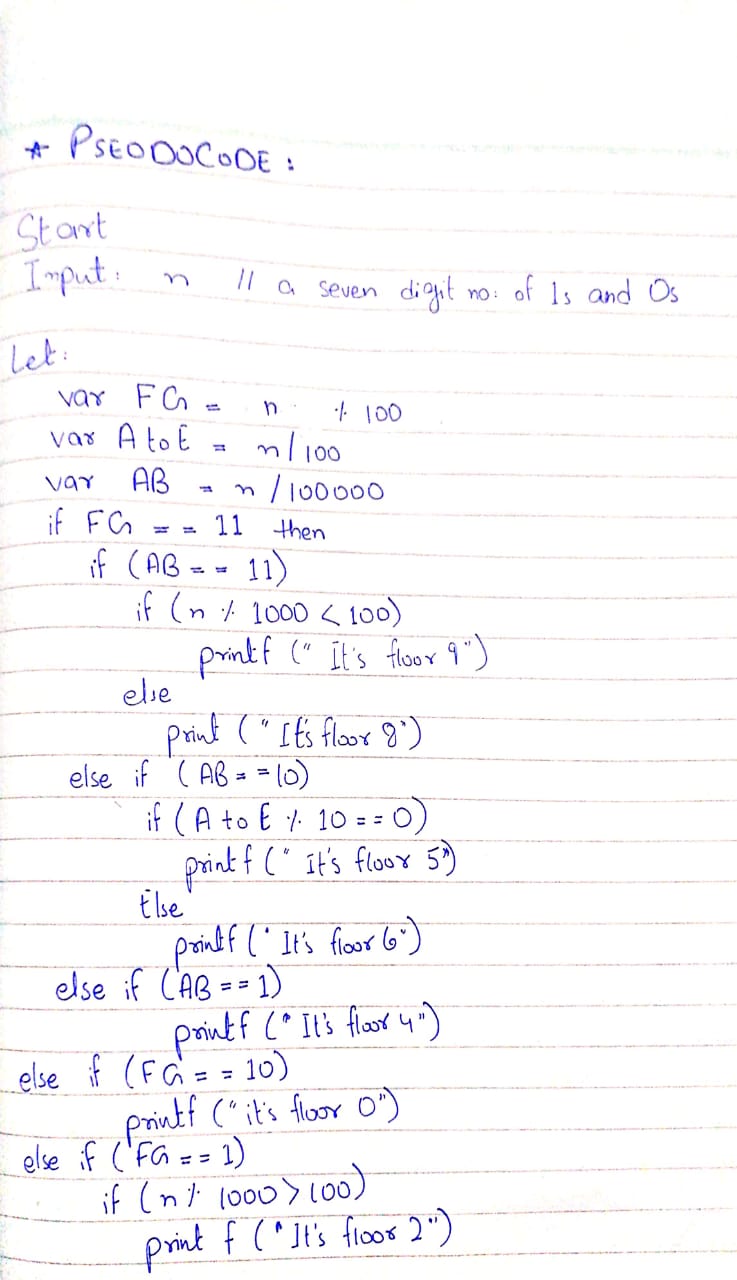 * PSEODOCODE :
Start
Input: n // a seven digit no: of 1s and 0s
Let:
var FG = n % 100
var A to E = n/100
var AB = n/100000
if FG == 11 then
if (AB == 11)
if (n % 1000 < 100)
printf (" It's floor 9")
else
print (" It's floor 8")
else if (AB == 10)
if (A to E % 10 == 0)
printf (" it's floor 5")
Else
printf (" It's floor 6")
else if (AB == 1)
printf (" It's floor 4")
else if (FG == 10)
printf (" it's floor 0")
else if (FG == 1)
if (n % 1000 > 100)
print f (" It's floor 2")